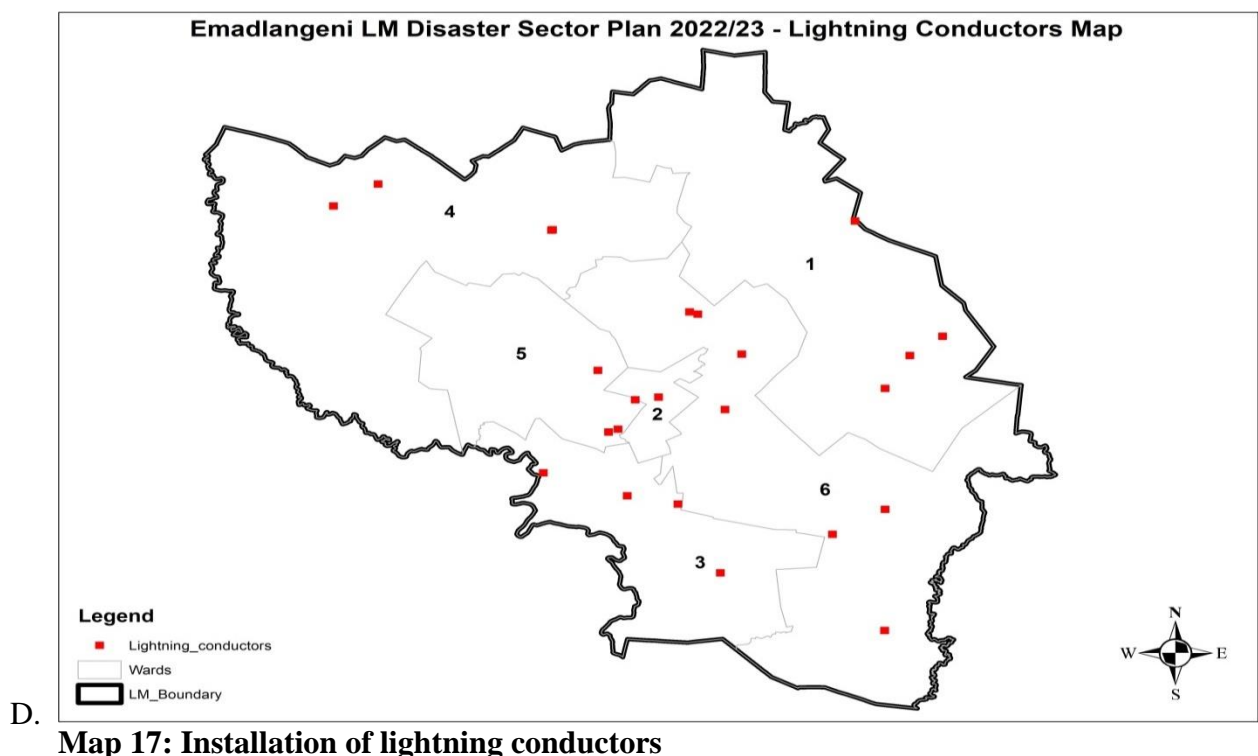 Emadlangeni LM Disaster Sector Plan 2022/23 - Lightning Conductors Map
4
1
5
2
6
3
Legend
Lightning_conductors
Wards
LM_Boundary
N
W E
S
D.
Map 17: Installation of lightning conductors